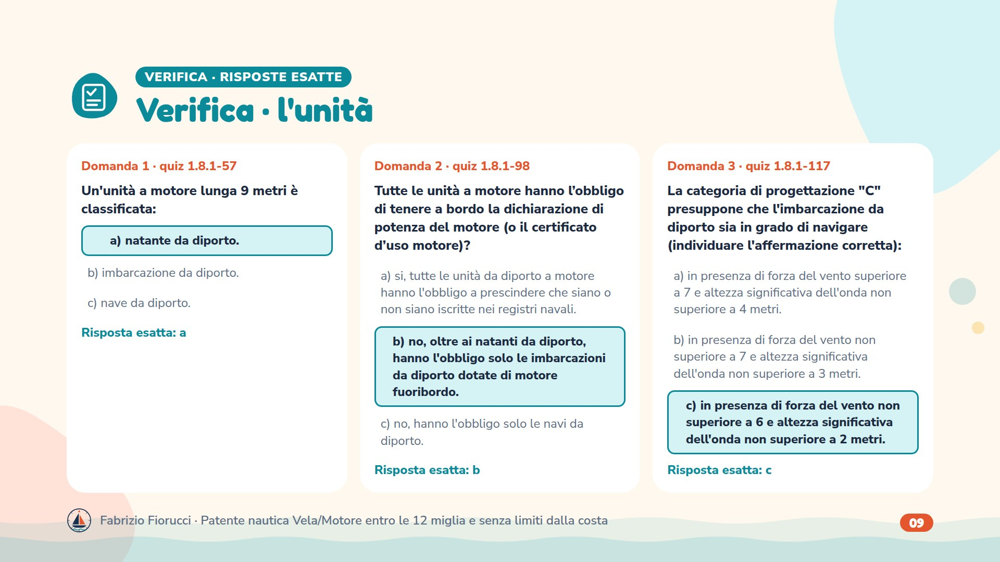 VERIFICA · RISPOSTE ESATTE
Verifica · l'unità
Domanda 1 · quiz 1.8.1-57
Un'unità a motore lunga 9 metri è
classificata:
a) natante da diporto.
b) imbarcazione da diporto.
c) nave da diporto.
Risposta esatta: a
Domanda 2 · quiz 1.8.1-98
Tutte le unità a motore hanno l’obbligo
di tenere a bordo la dichiarazione di
potenza del motore (o il certificato
d’uso motore)?
a) si, tutte le unità da diporto a motore
hanno l'obbligo a prescindere che siano o
non siano iscritte nei registri navali.
b) no, oltre ai natanti da diporto,
hanno l'obbligo solo le imbarcazioni
da diporto dotate di motore
fuoribordo.
c) no, hanno l'obbligo solo le navi da
diporto.
Risposta esatta: b
Domanda 3 · quiz 1.8.1-117
La categoria di progettazione "C"
presuppone che l'imbarcazione da
diporto sia in grado di navigare
(individuare l'affermazione corretta):
a) in presenza di forza del vento superiore
a 7 e altezza significativa dell'onda non
superiore a 4 metri.
b) in presenza di forza del vento non
superiore a 7 e altezza significativa
dell'onda non superiore a 3 metri.
c) in presenza di forza del vento non
superiore a 6 e altezza significativa
dell'onda non superiore a 2 metri.
Risposta esatta: c
Fabrizio Fiorucci · Patente nautica Vela/Motore entro le 12 miglia e senza limiti dalla costa
09